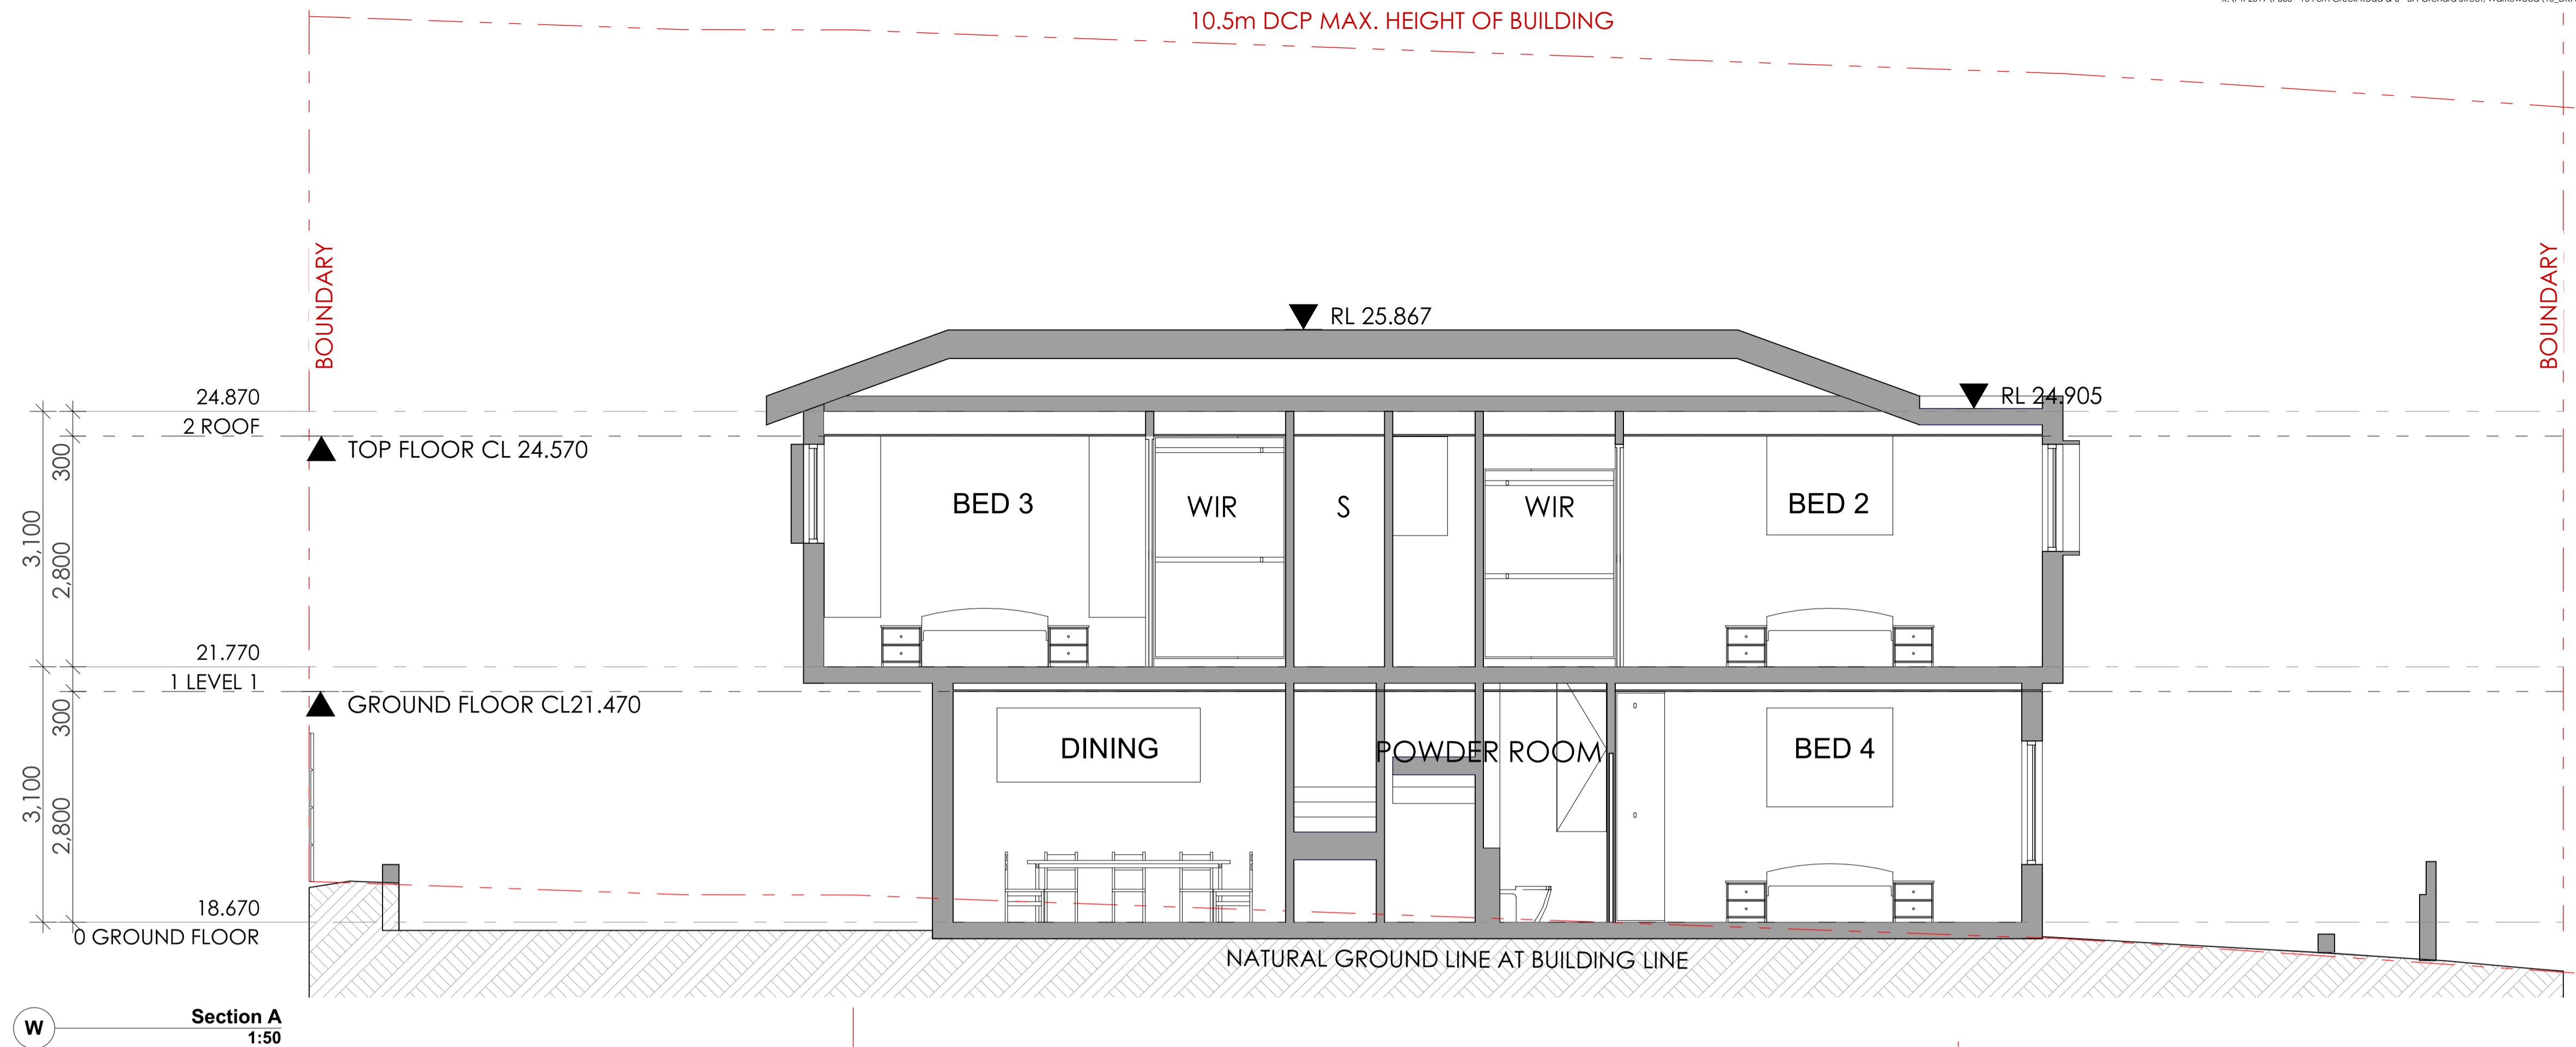 10.5m DCP MAX. HEIGHT OF BUILDING
BOUNDARY
BOUNDARY
RL 25.867
RL 24.905
24.870
2 ROOF
TOP FLOOR CL 24.570
300
3,100
2,800
BED 3
WIR
S
WIR
BED 2
21.770
1 LEVEL 1
GROUND FLOOR CL21.470
300
3,100
2,800
DINING
POWDER ROOM
BED 4
18.670
0 GROUND FLOOR
NATURAL GROUND LINE AT BUILDING LINE
W
Section A
1:50